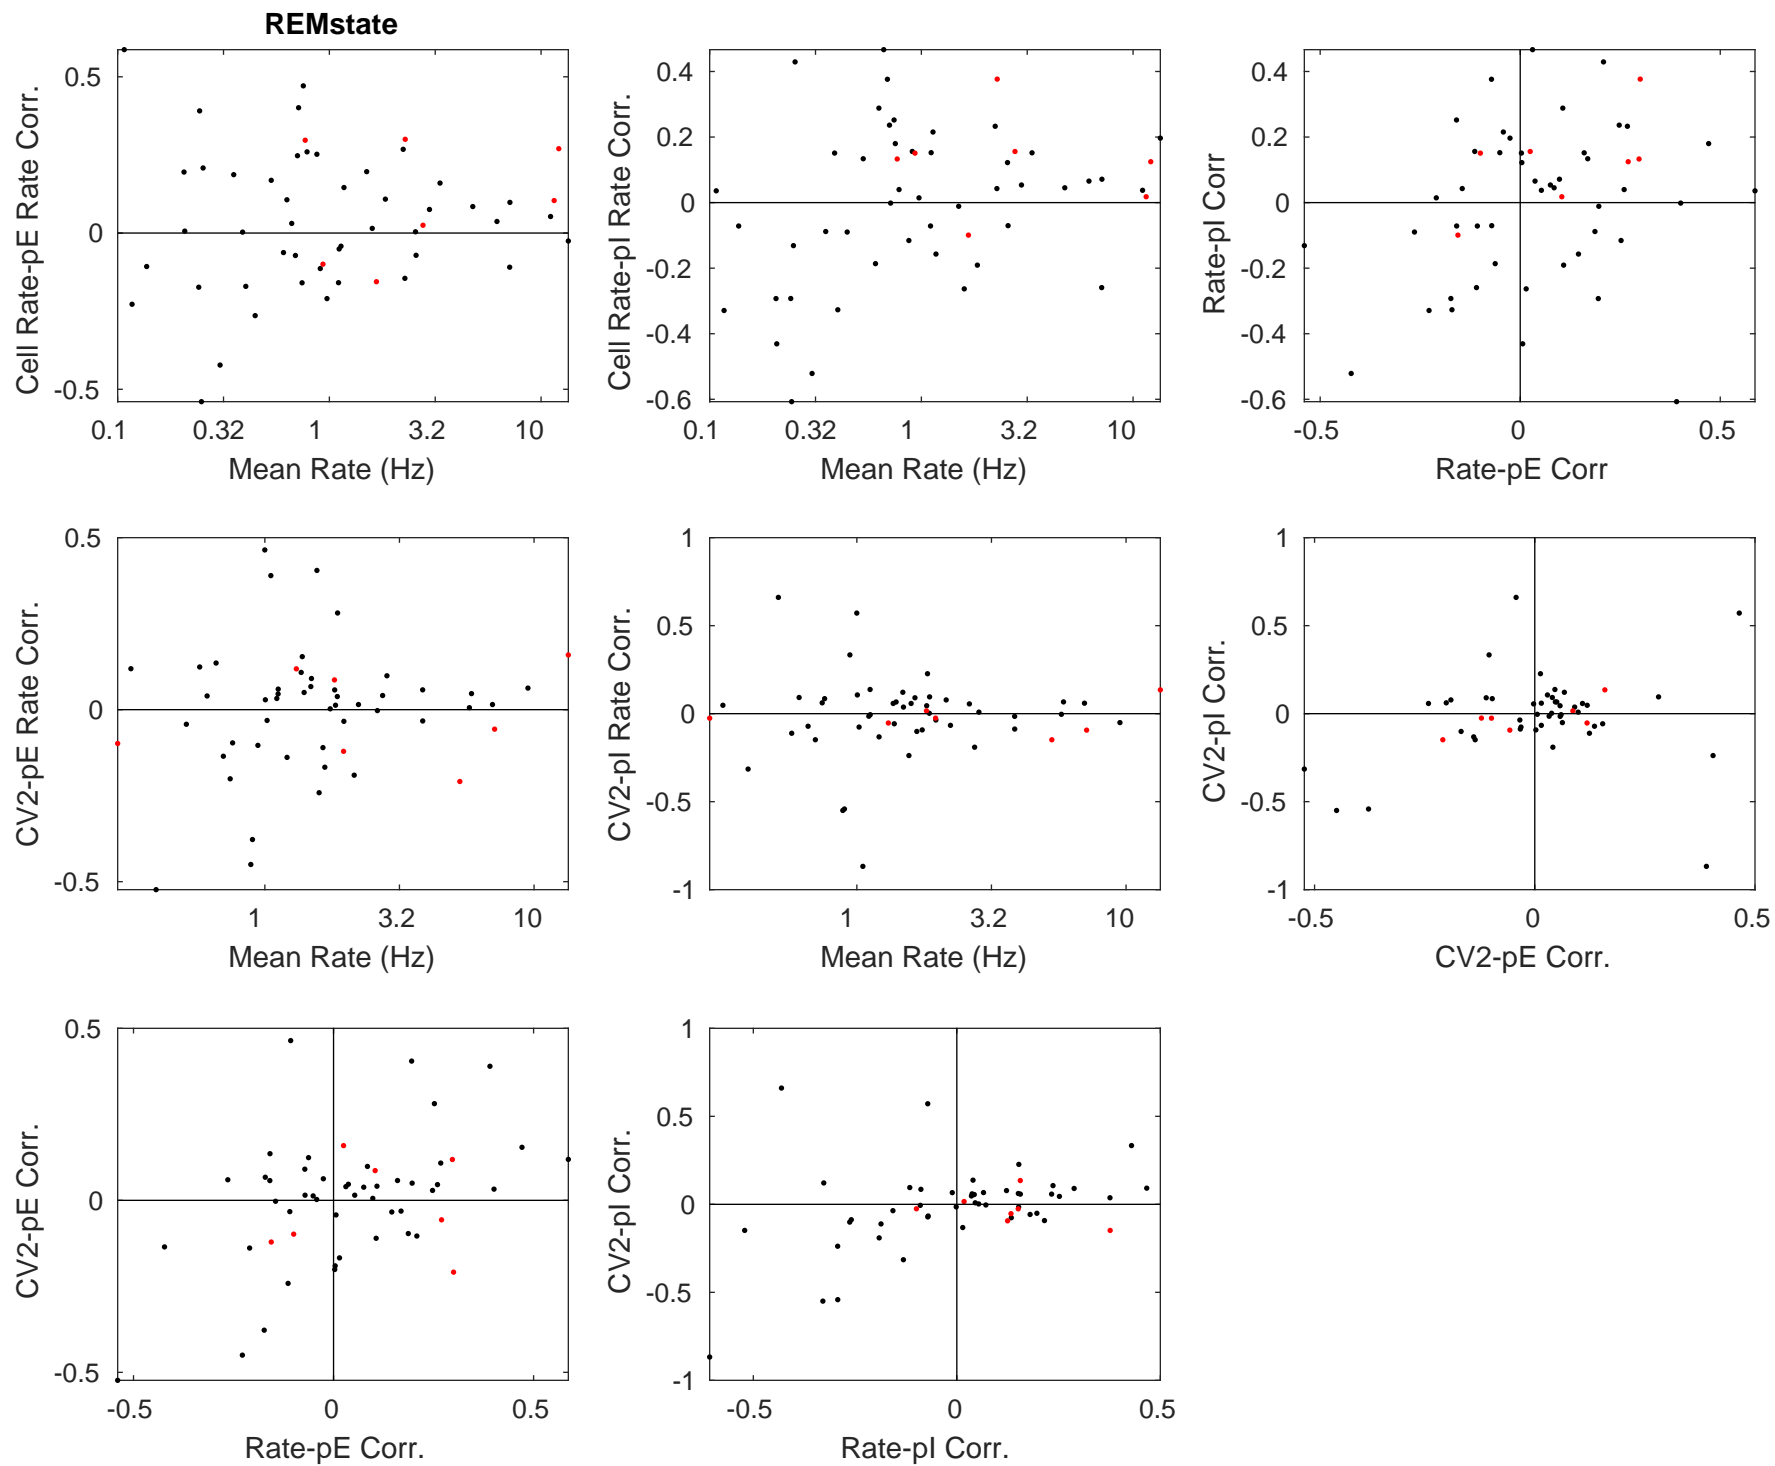 REMstate
Cell Rate-pE Rate Corr.
0.5
0
-0.5
0.1 0.32 1 3.2 10
Mean Rate (Hz)
Cell Rate-pI Rate Corr.
0.4
0.2
0
-0.2
-0.4
-0.6
0.1 0.32 1 3.2 10
Mean Rate (Hz)
Rate-pI Corr
0.4
0.2
0
-0.2
-0.4
-0.6
-0.5 0 0.5
Rate-pE Corr
CV2-pE Rate Corr.
0.5
0
-0.5
1 3.2 10
Mean Rate (Hz)
CV2-pI Rate Corr.
1
0.5
0
-0.5
-1
1 3.2 10
Mean Rate (Hz)
CV2-pI Corr.
1
0.5
0
-0.5
-1
-0.5 0 0.5
CV2-pE Corr.
CV2-pE Corr.
0.5
0
-0.5
-0.5 0 0.5
Rate-pE Corr.
CV2-pI Corr.
1
0.5
0
-0.5
-1
-0.5 0 0.5
Rate-pI Corr.